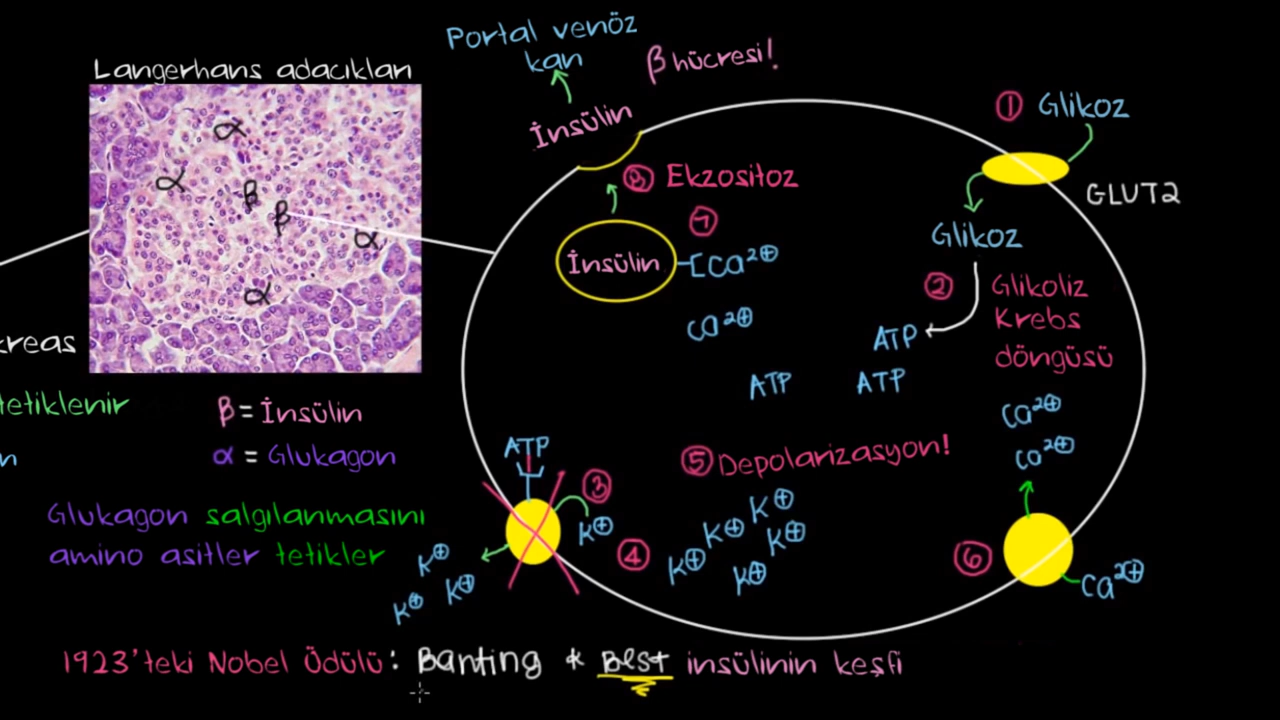 Portal venöz
kan
β hücresi!
Langerhans adacıkları
İnsülin
① Glikoz
α
α
β
β
α
α
⑧ Ekzositoz
GLUT2
⑦
İnsülin
Ca²⊕
Glikoz
② Glikoliz
Krebs
döngüsü
Ca²⊕
ATP
ATP
ATP
kreas
tetiklenir
β = İnsülin
α = Glukagon
n
Glukagon salgılanmasını
amino asitler tetikler
Ca²⊕
Ca²⊕
ATP
③
⑤ Depolarizasyon!
K⊕
④
K⊕
K⊕
K⊕
K⊕
K⊕
K⊕
K⊕
K⊕
⑥
Ca²⊕
1923'teki Nobel Ödülü: Banting & Best insülinin keşfi